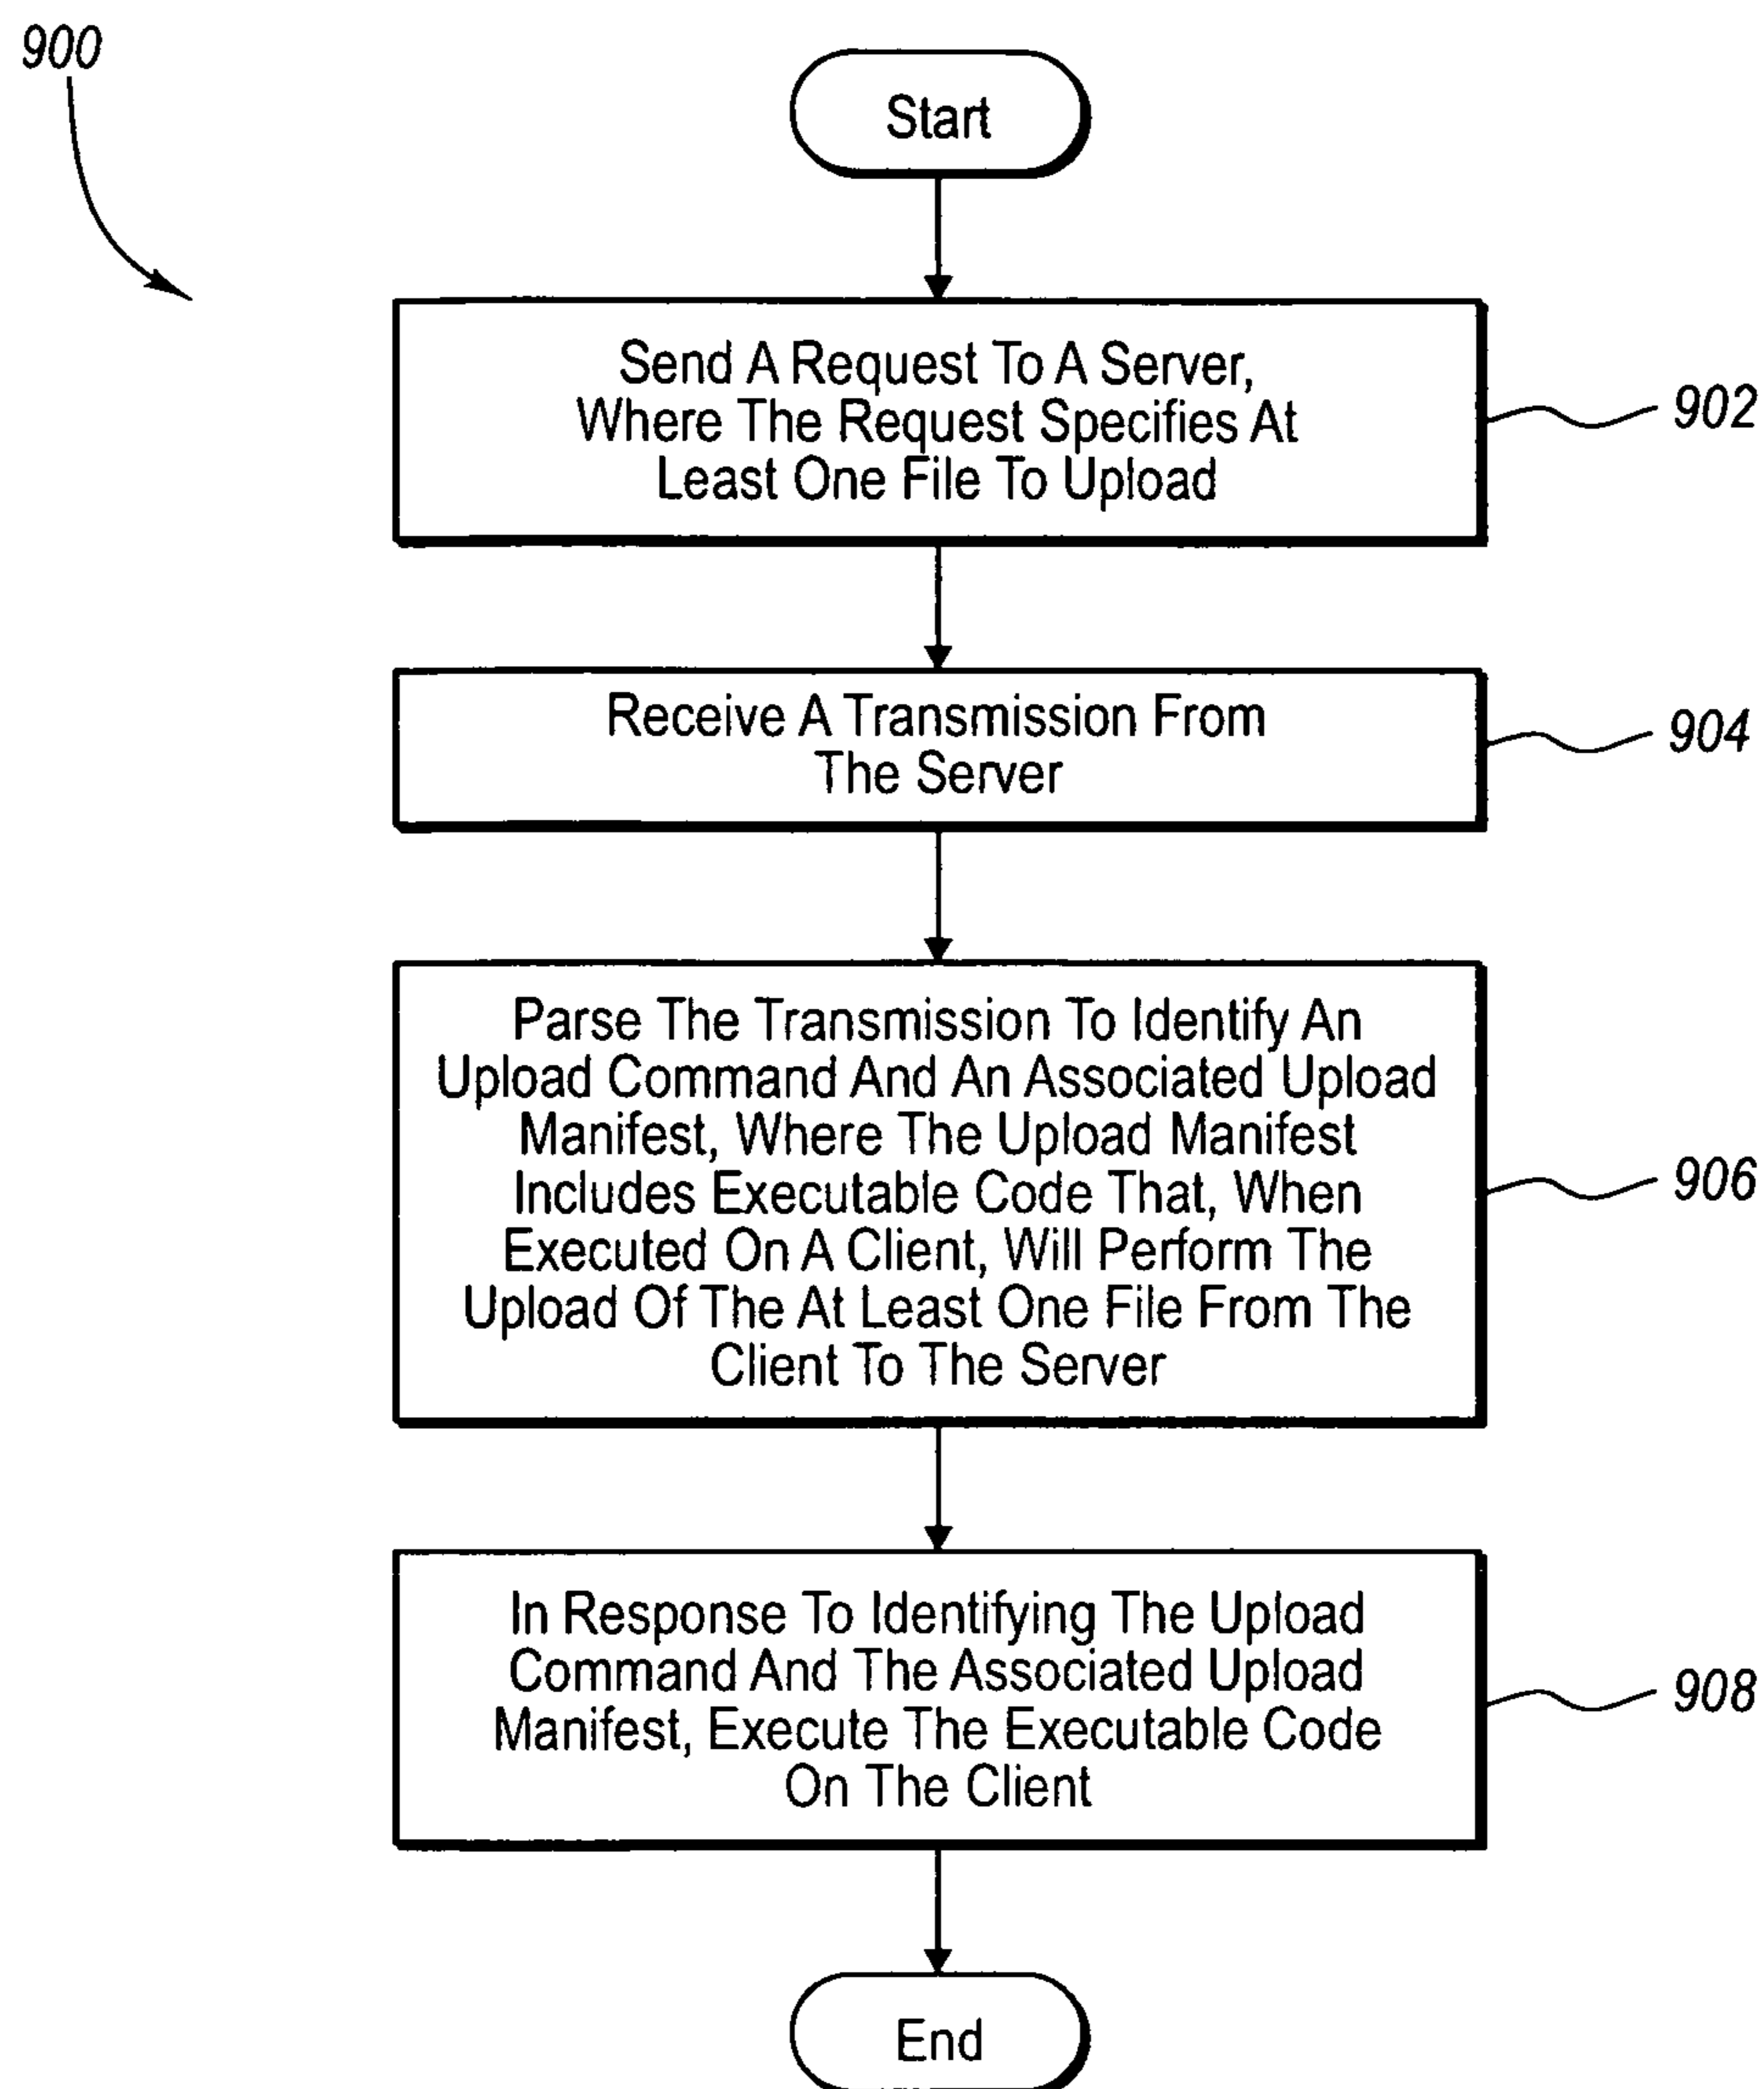 900
Start
Send A Request To A Server,
Where The Request Specifies At
Least One File To Upload
902
Receive A Transmission From
The Server
904
Parse The Transmission To Identify An
Upload Command And An Associated Upload
Manifest, Where The Upload Manifest
Includes Executable Code That, When
Executed On A Client, Will Perform The
Upload Of The At Least One File From The
Client To The Server
906
In Response To Identifying The Upload
Command And The Associated Upload
Manifest, Execute The Executable Code
On The Client
908
End